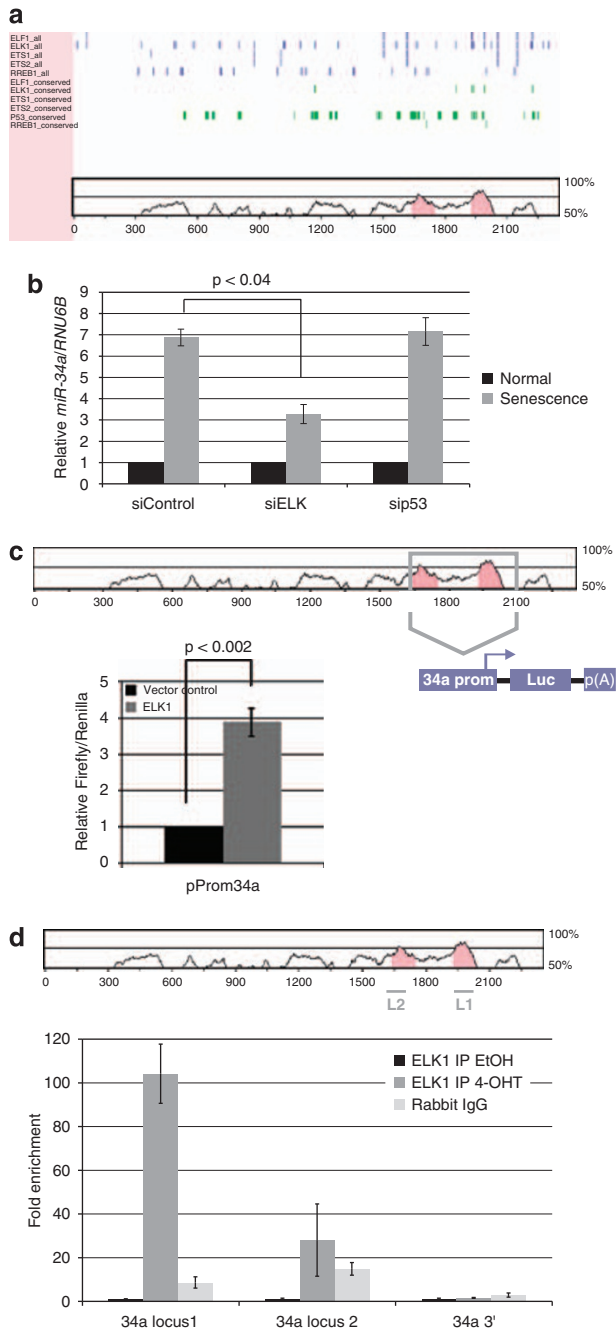 a
ELF1_all
ELK1_all
ETS1_all
ETS2_all
RREB1_all
ELF1_conserved
ELK1_conserved
ETS1_conserved
ETS2_conserved
P53_conserved
RREB1_conserved
100%
50%
0 300 600 900 1200 1500 1800 2100
b
p < 0.04
Relative miR-34a/RNU6B
9
8
7
6
5
4
3
2
1
0
Normal
Senescence
siControl siELK sip53
c
100%
50%
0 300 600 900 1200 1500 1800 2100
34a prom Luc p(A)
p < 0.002
Relative Firefly/Renilla
5
4
3
2
1
0
Vector control
ELK1
pProm34a
d
100%
50%
0 300 600 900 1200 1500 1800 2100
L2 L1
Fold enrichment
120
100
80
60
40
20
0
ELK1 IP EtOH
ELK1 IP 4-OHT
Rabbit IgG
34a locus1 34a locus 2 34a 3'